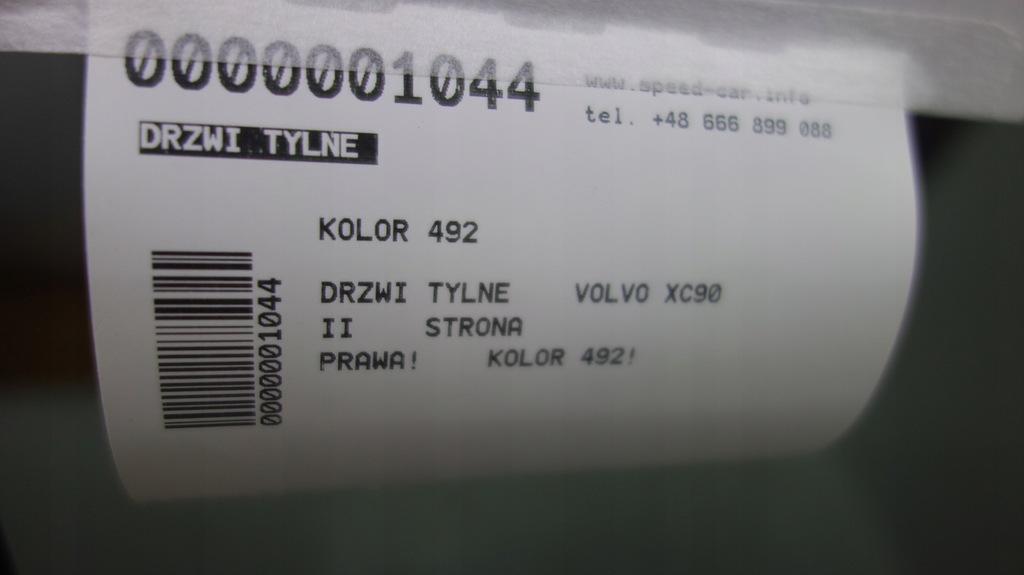 0000001044
www.speed-car.info
tel. +48 666 899 088
DRZWI TYLNE
KOLOR 492
DRZWI TYLNE VOLVO XC90
II STRONA
PRAWA! KOLOR 492!
0000001044